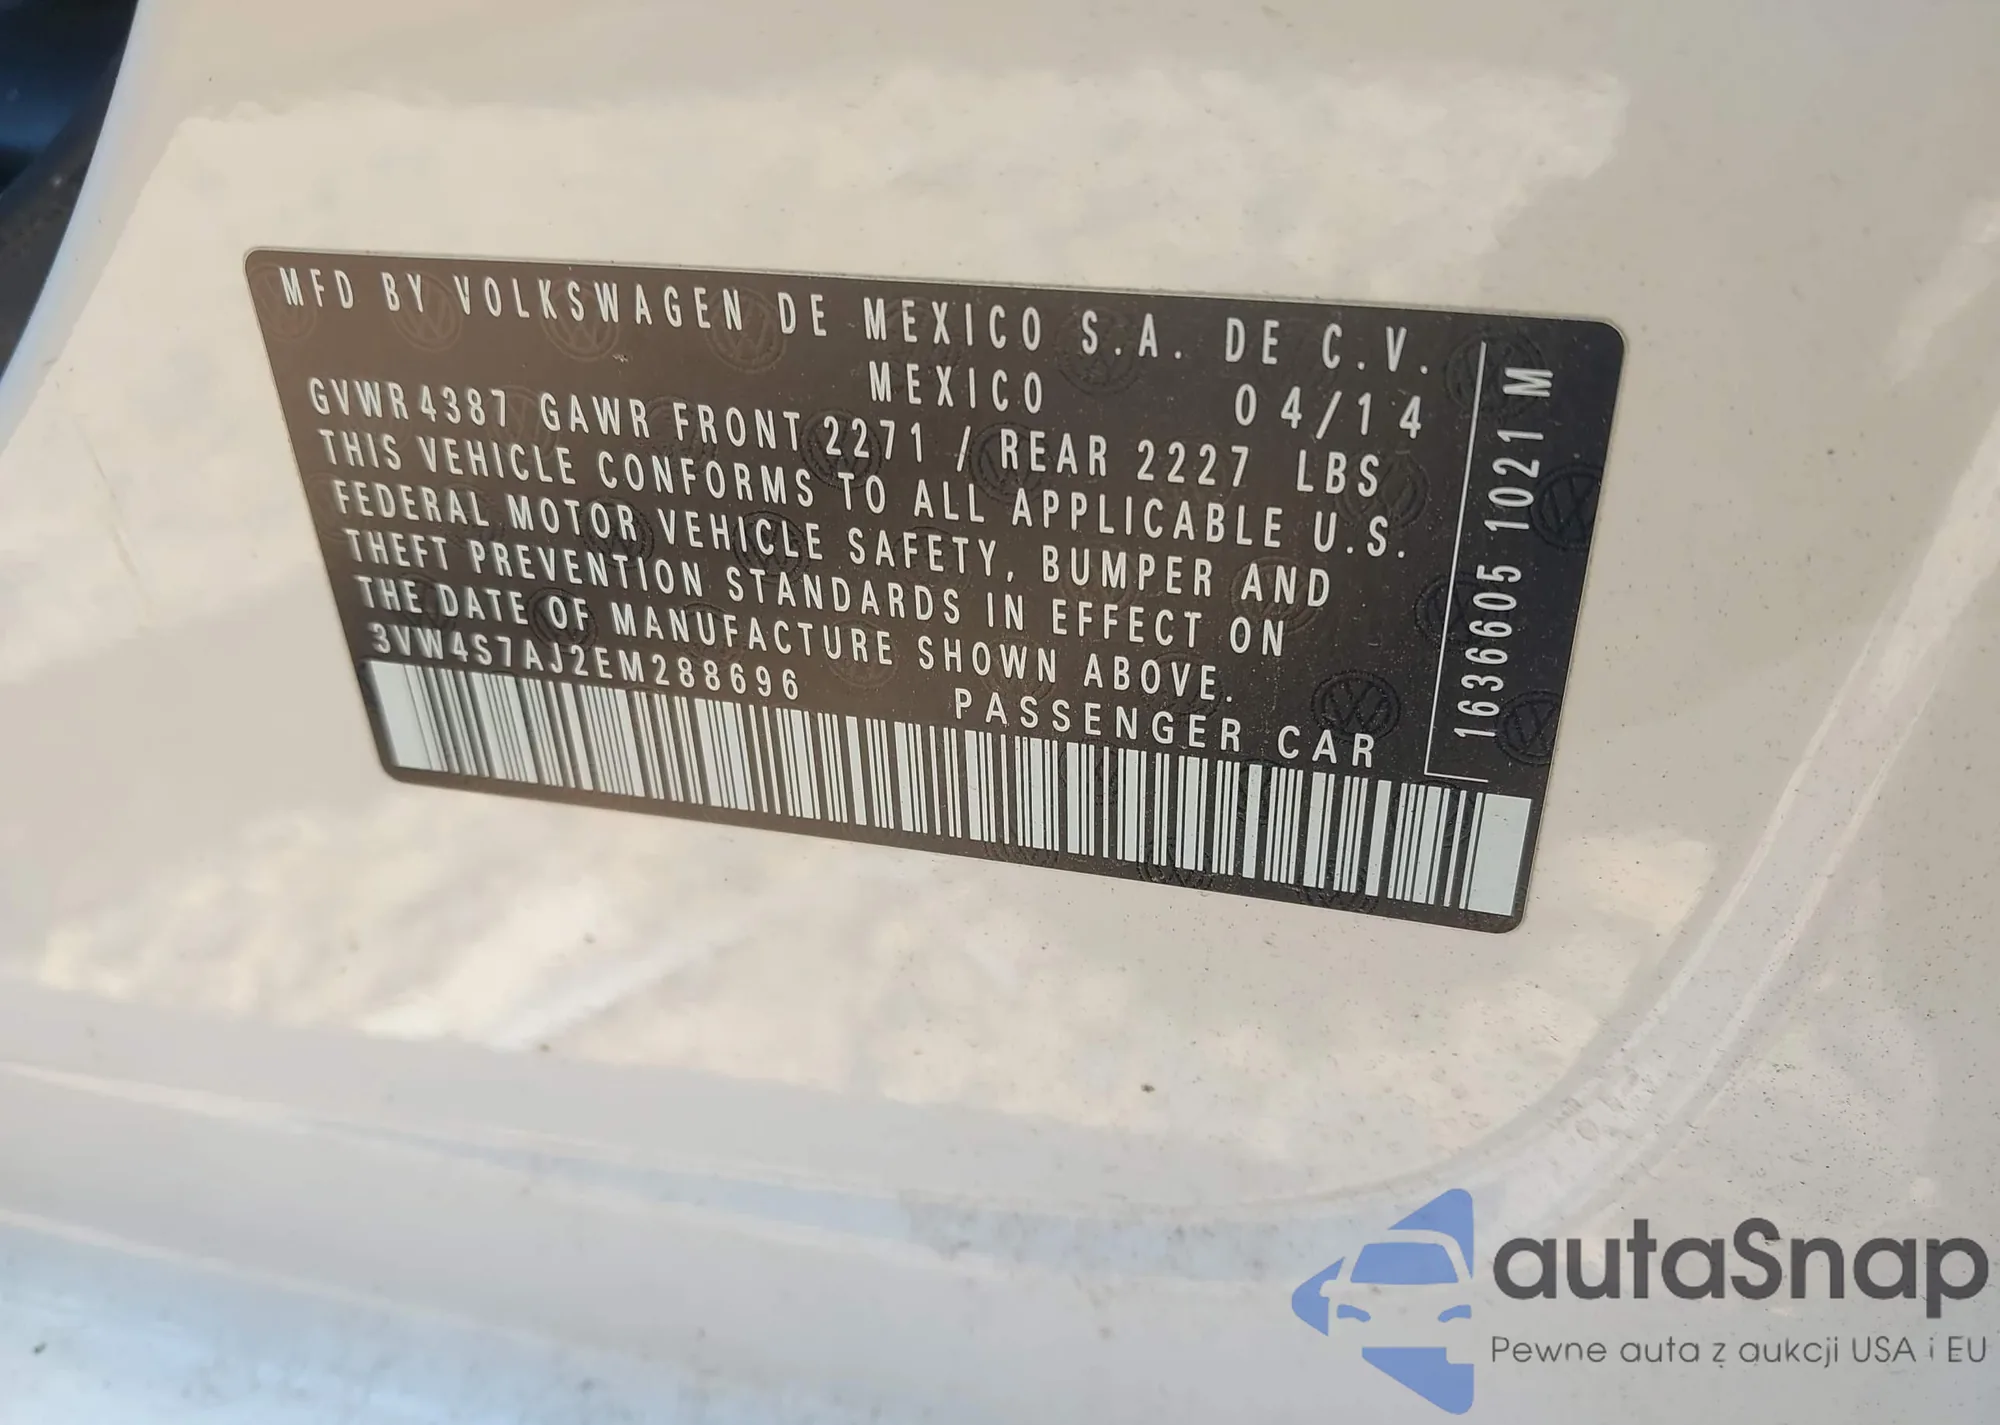 MFD BY VOLKSWAGEN DE MEXICO S.A. DE C.V.
MEXICO 04/14
GVWR 4387 GAWR FRONT 2271 / REAR 2227 LBS
THIS VEHICLE CONFORMS TO ALL APPLICABLE U.S.
FEDERAL MOTOR VEHICLE SAFETY, BUMPER AND
THEFT PREVENTION STANDARDS IN EFFECT ON
THE DATE OF MANUFACTURE SHOWN ABOVE.
3VW4S7AJ2EM288696 PASSENGER CAR
1636605 1021 M
autaSnap
Pewne auta z aukcji USA i EU